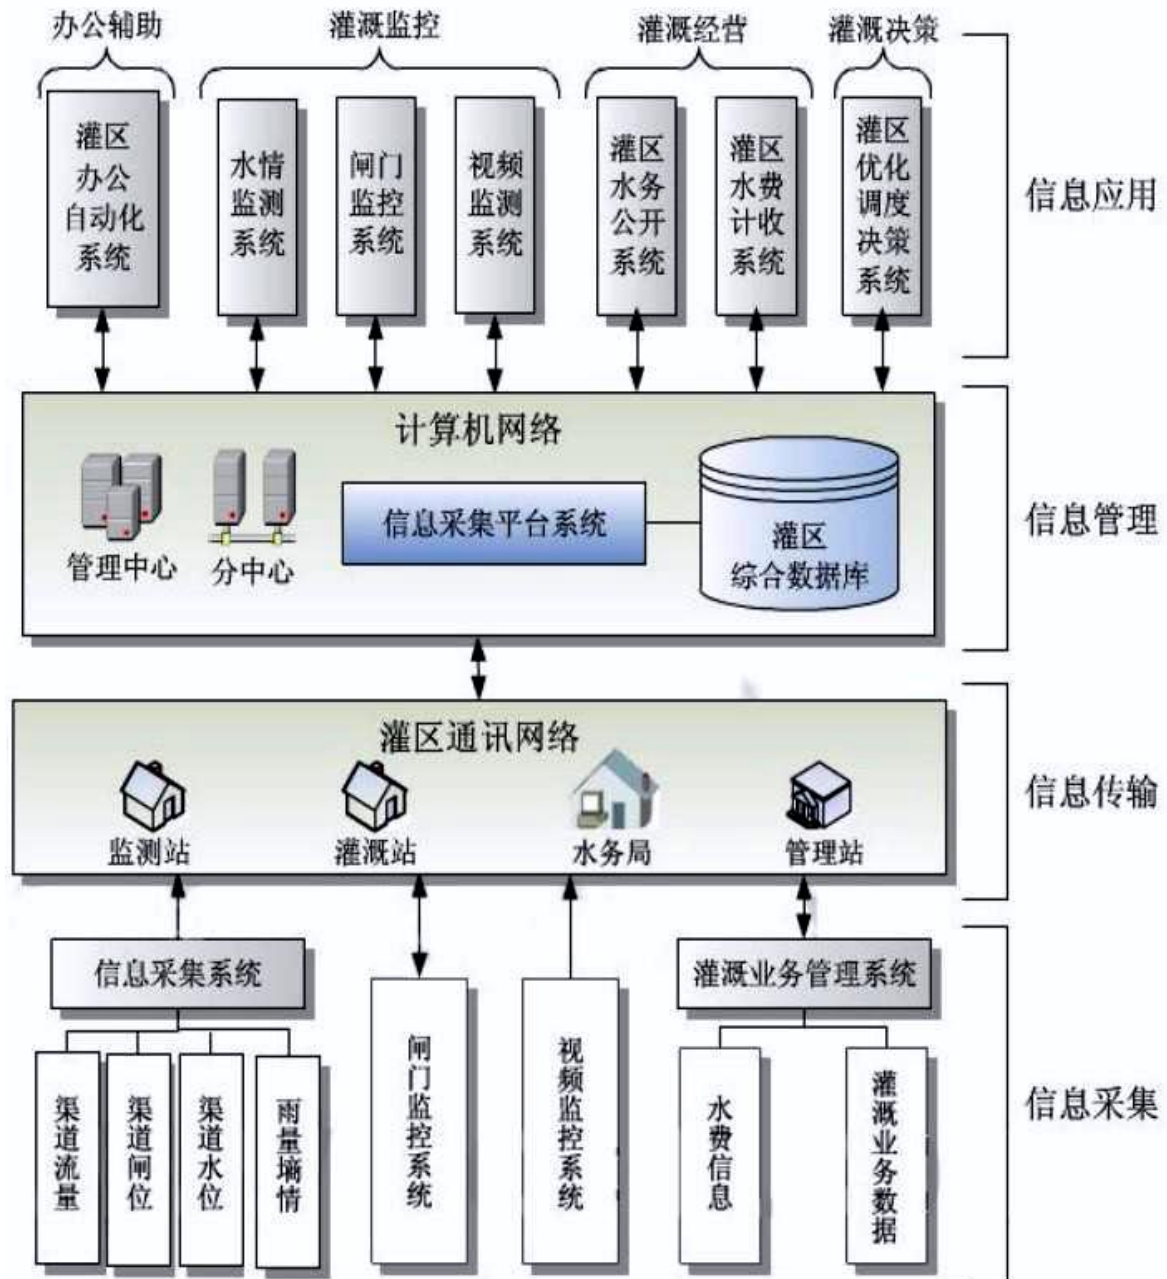 办公辅助
灌溉监控
灌溉经营
灌溉决策
灌区
办公
自动化
系统
水情
监测
系统
闸门
监控
系统
视频
监测
系统
灌区
水务
公开
系统
灌区
水费
计收
系统
灌区
优化
调度
决策
系统
信息应用
计算机网络
管理中心
分中心
信息采集平台系统
灌区
综合数据库
信息管理
灌区通讯网络
监测站
灌溉站
水务局
管理站
信息传输
信息采集系统
渠道流量
渠道闸位
渠道水位
雨量墒情
闸门监控系统
视频监控系统
灌溉业务管理系统
水费信息
灌溉业务数据
信息采集